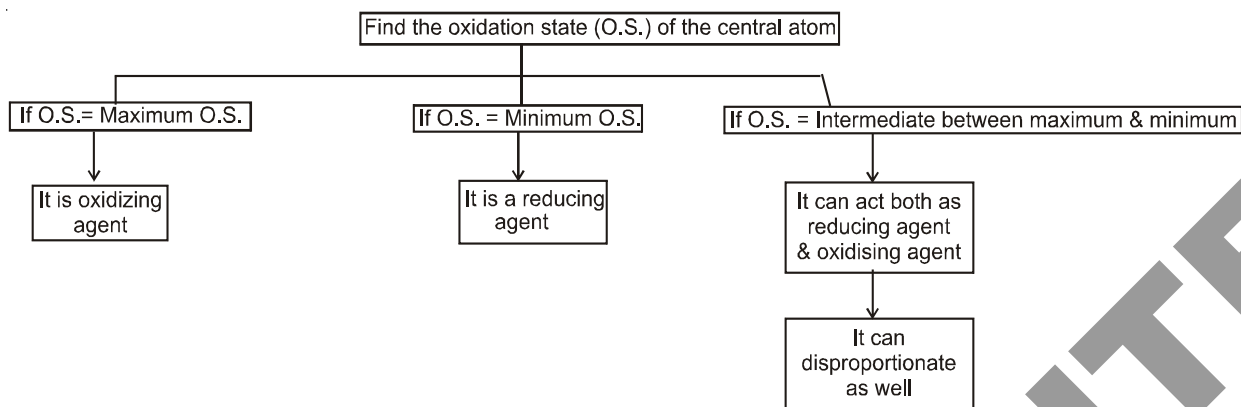 Find the oxidation state (O.S.) of the central atom
If O.S.= Maximum O.S.
If O.S. = Minimum O.S.
If O.S. = Intermediate between maximum & minimum
It is oxidizing
agent
It is a reducing
agent
It can act both as
reducing agent
& oxidising agent
It can
disproportionate
as well